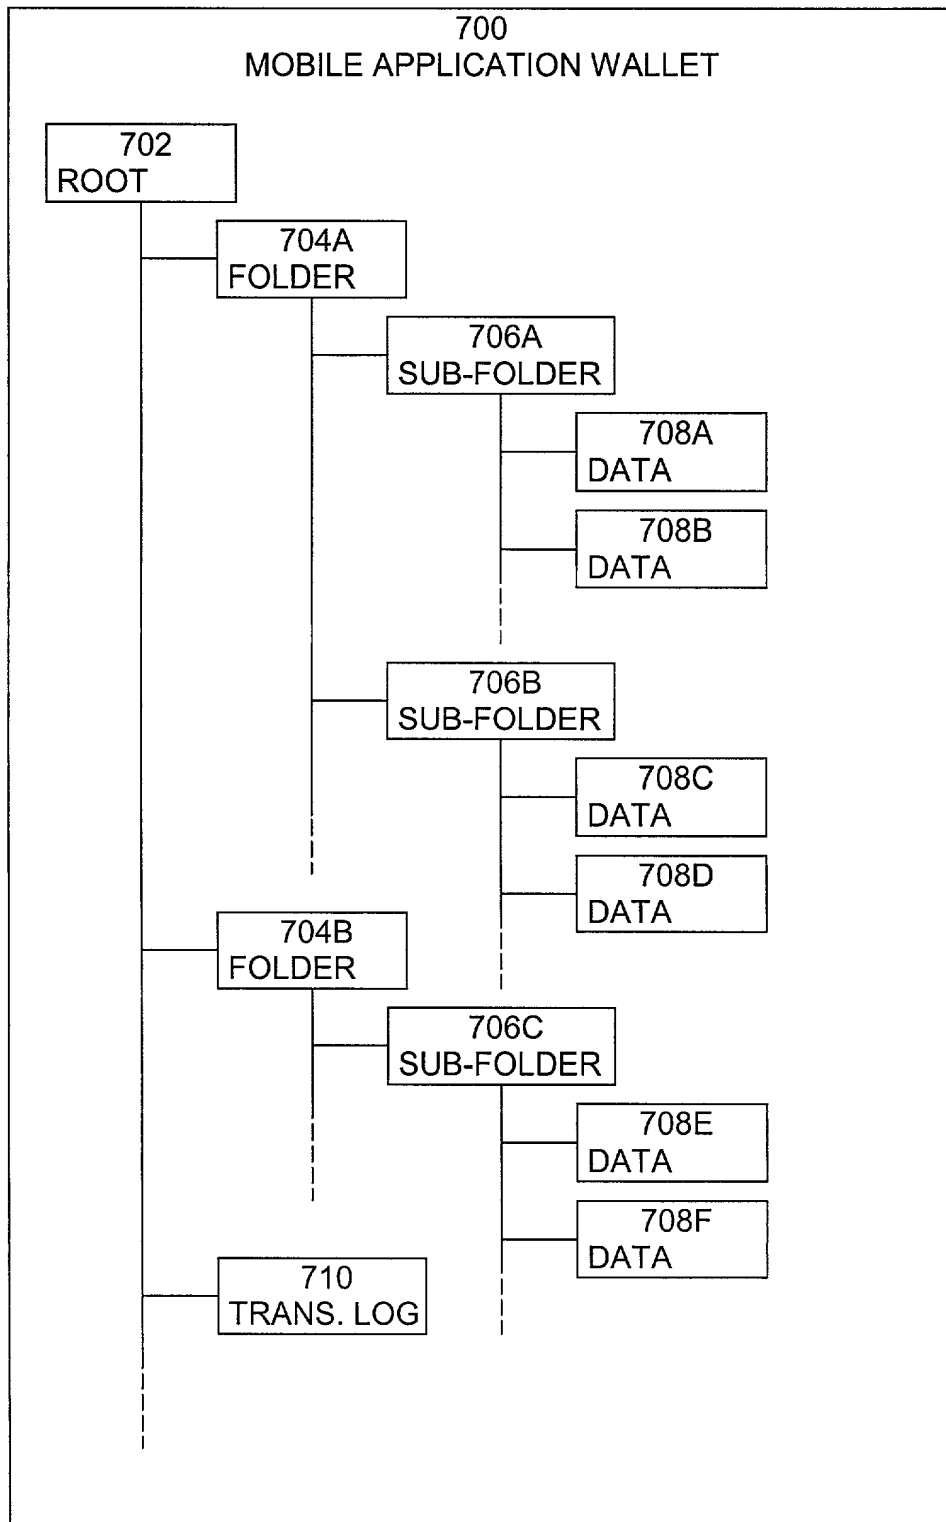 700
MOBILE APPLICATION WALLET
702
ROOT
704A
FOLDER
706A
SUB-FOLDER
708A
DATA
708B
DATA
706B
SUB-FOLDER
708C
DATA
708D
DATA
704B
FOLDER
706C
SUB-FOLDER
708E
DATA
708F
DATA
710
TRANS. LOG